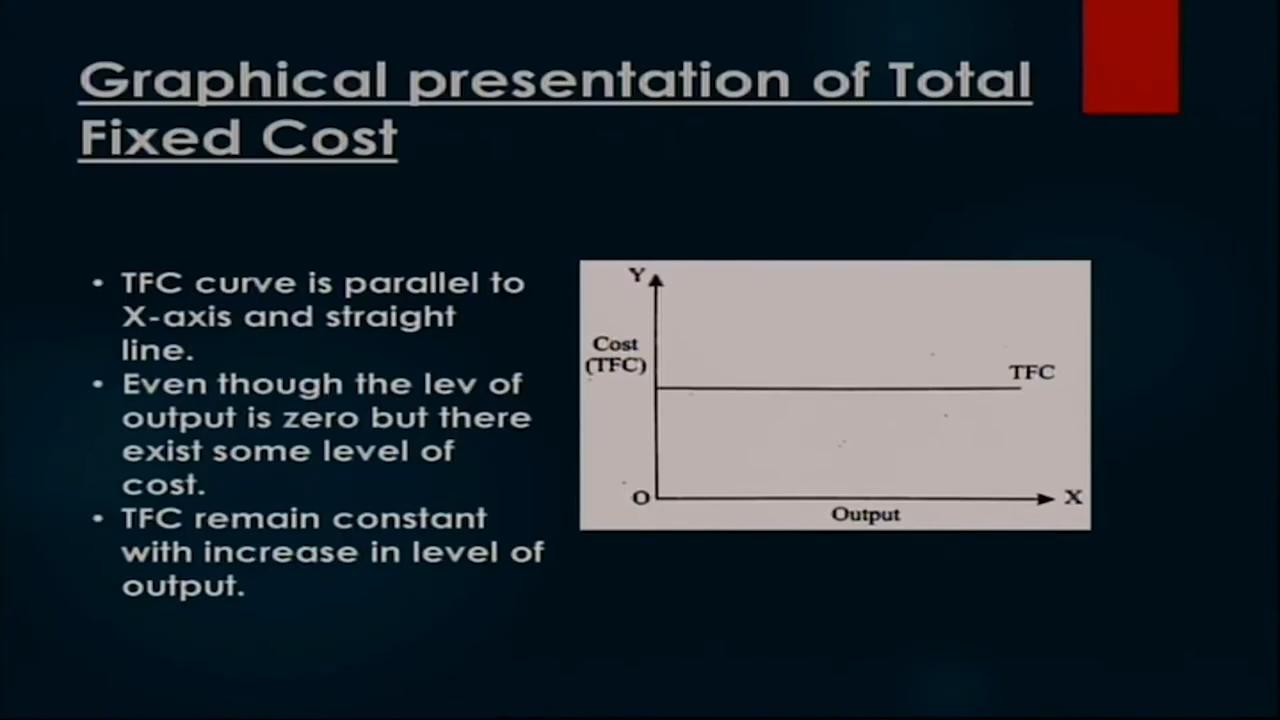 Graphical presentation of Total
Fixed Cost
• TFC curve is parallel to
X-axis and straight
line.
• Even though the lev of
output is zero but there
exist some level of
cost.
• TFC remain constant
with increase in level of
output.
Y
Cost
(TFC)
TFC
O
X
Output